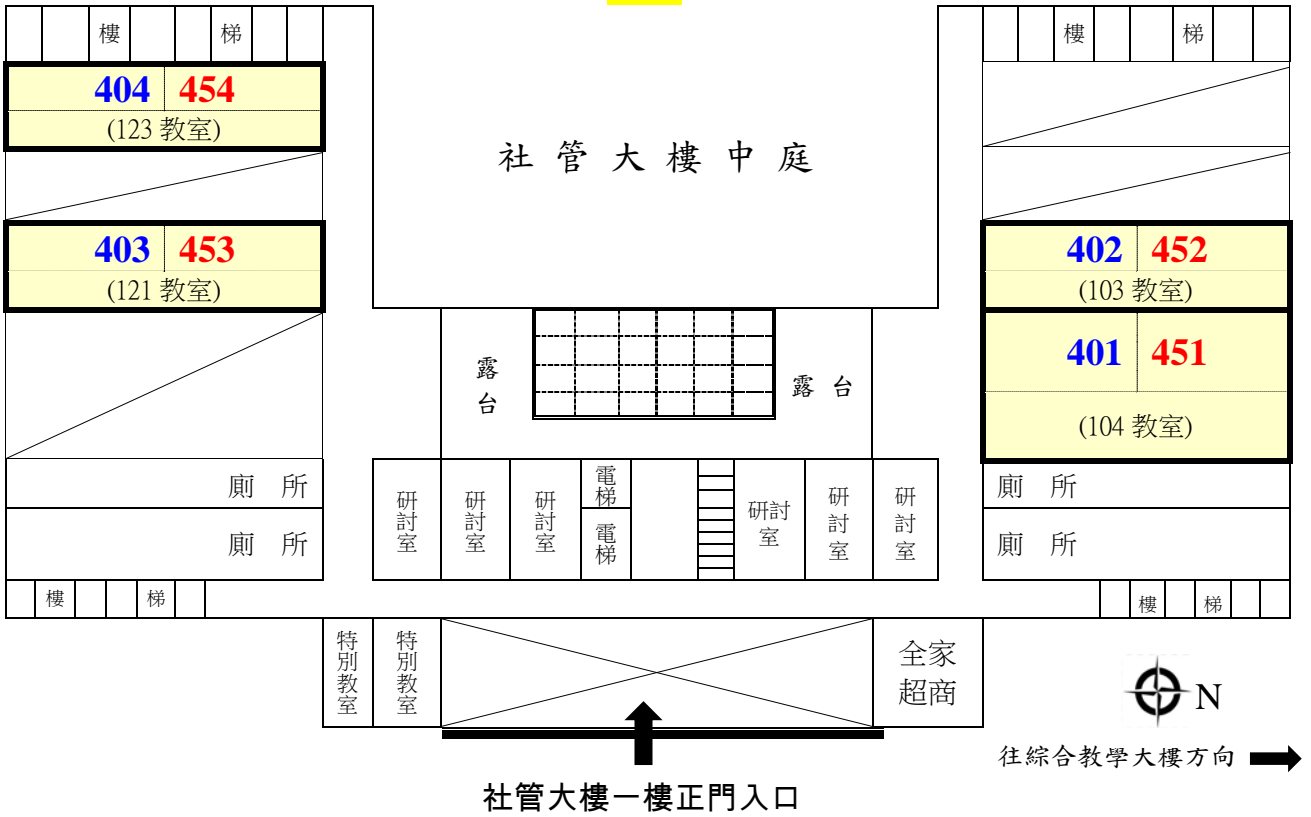 樓 梯
樓 梯
404 454
(123 教室)
社管大樓中庭
403 453
(121 教室)
402 452
(103 教室)
401 451
(104 教室)
露台
露台
廁所
廁所
研討室
研討室
研討室
電梯
電梯
研討室
研討室
研討室
廁所
廁所
樓 梯
樓 梯
特別教室
特別教室
全家
超商
N
往綜合教學大樓方向
社管大樓一樓正門入口